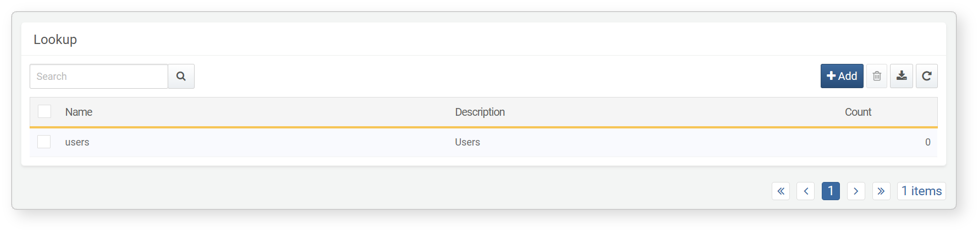 Lookup
Search
Add
Name Description Count
users Users 0
« ‹ 1 › » 1 items